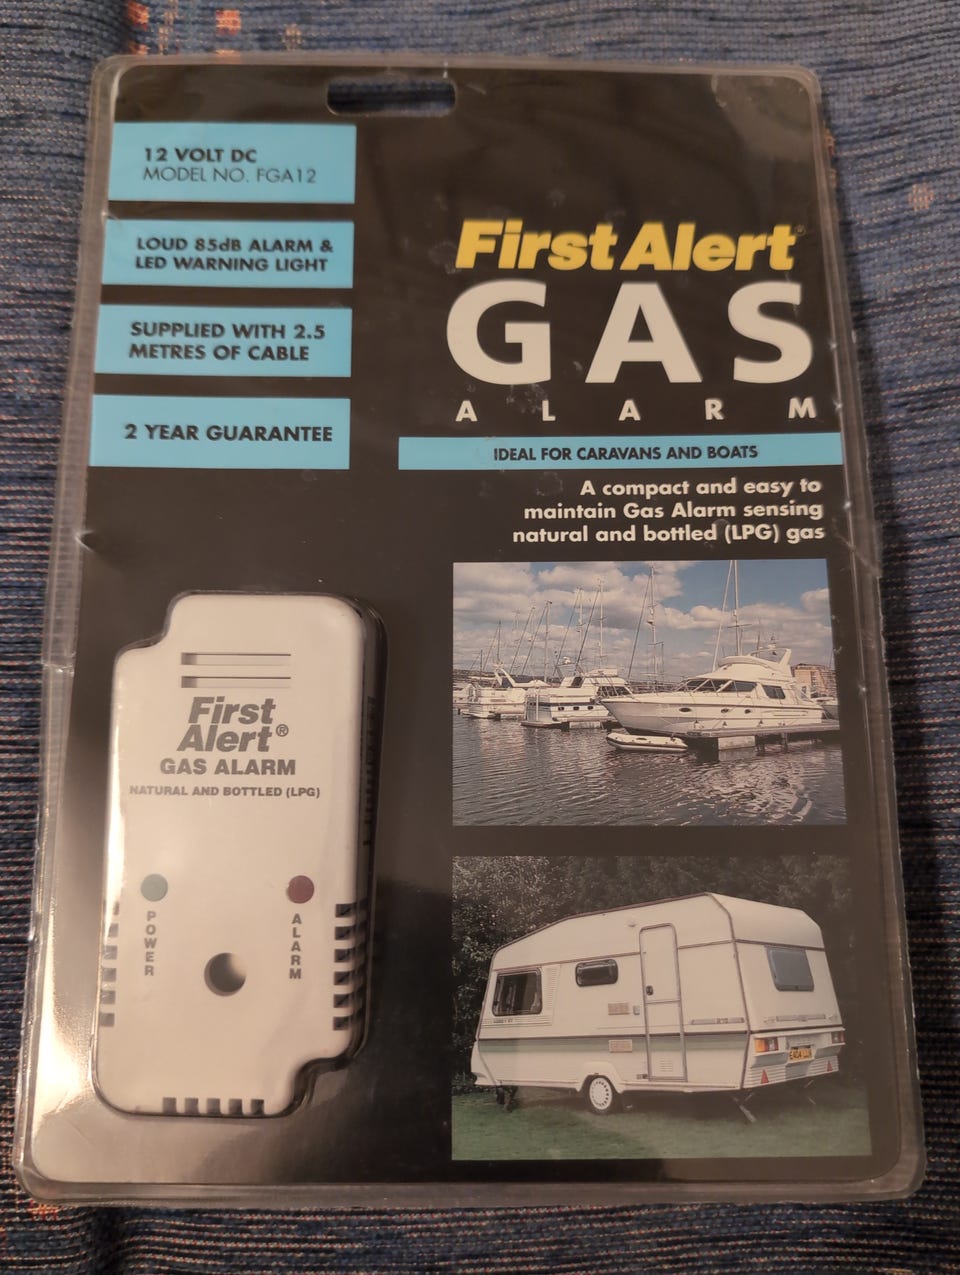 12 VOLT DC
MODEL NO. FGA12
LOUD 85dB ALARM &
LED WARNING LIGHT
SUPPLIED WITH 2.5
METRES OF CABLE
2 YEAR GUARANTEE
First Alert
GAS
ALARM
IDEAL FOR CARAVANS AND BOATS
A compact and easy to
maintain Gas Alarm sensing
natural and bottled (LPG) gas
First
Alert®
GAS ALARM
NATURAL AND BOTTLED (LPG)
POWER
ALARM